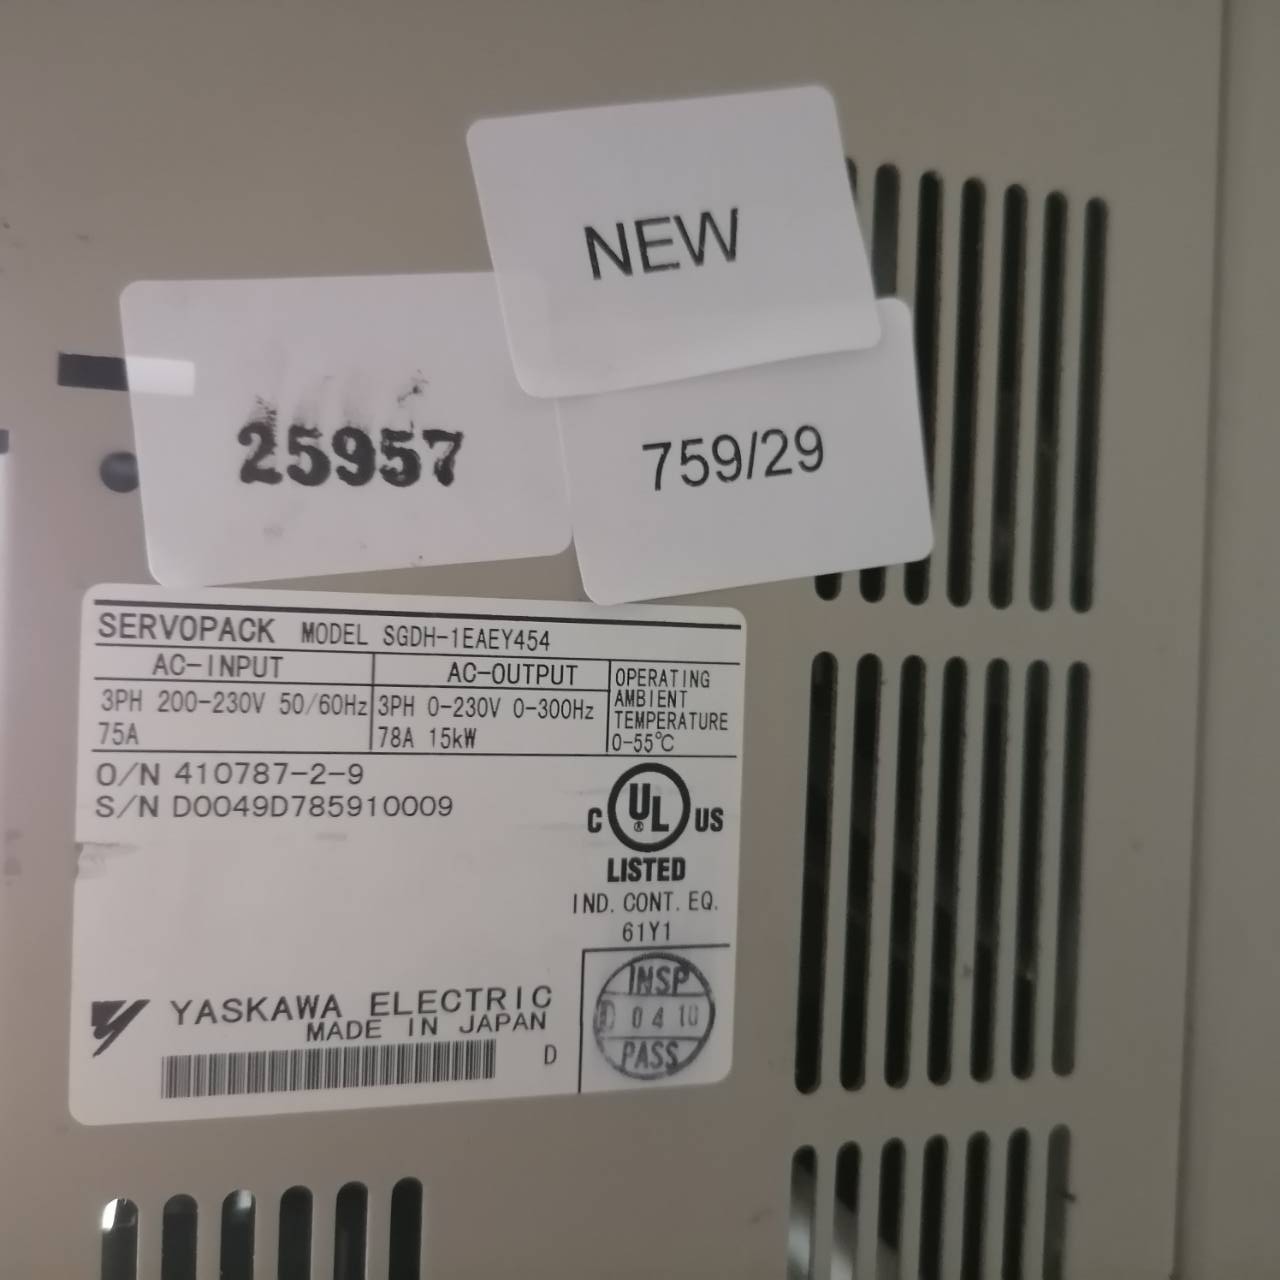 NEW
25957
759/29
SERVOPACK MODEL SGDH-1EAEY454
AC-INPUT
3PH 200-230V 50/60Hz
75A
AC-OUTPUT
3PH 0-230V 0-300Hz
78A 15kW
OPERATING
AMBIENT
TEMPERATURE
0-55℃
O/N 410787-2-9
S/N D0049D785910009
C UL ® US
LISTED
IND. CONT. EQ.
61Y1
YASKAWA ELECTRIC
MADE IN JAPAN
D
INSP
04 10
PASS